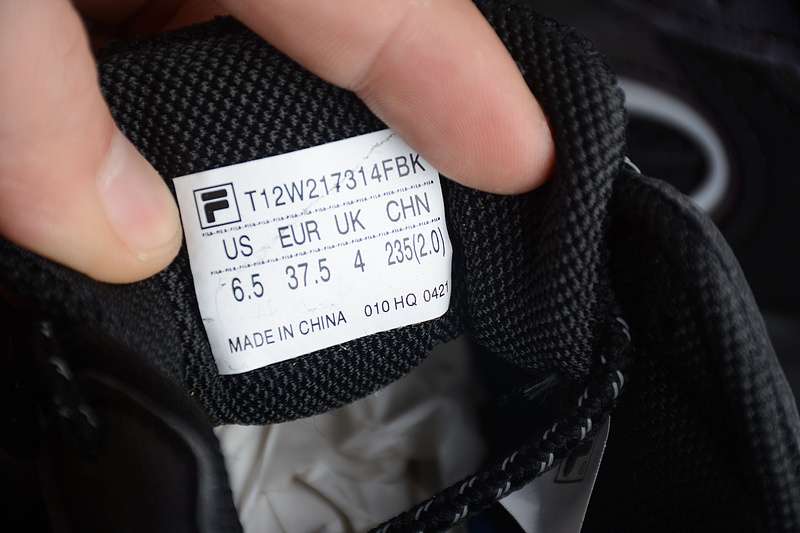 T12W217314FBK
US EUR UK CHN
6.5 37.5 4 235(2.0)
MADE IN CHINA 010 HQ 0421